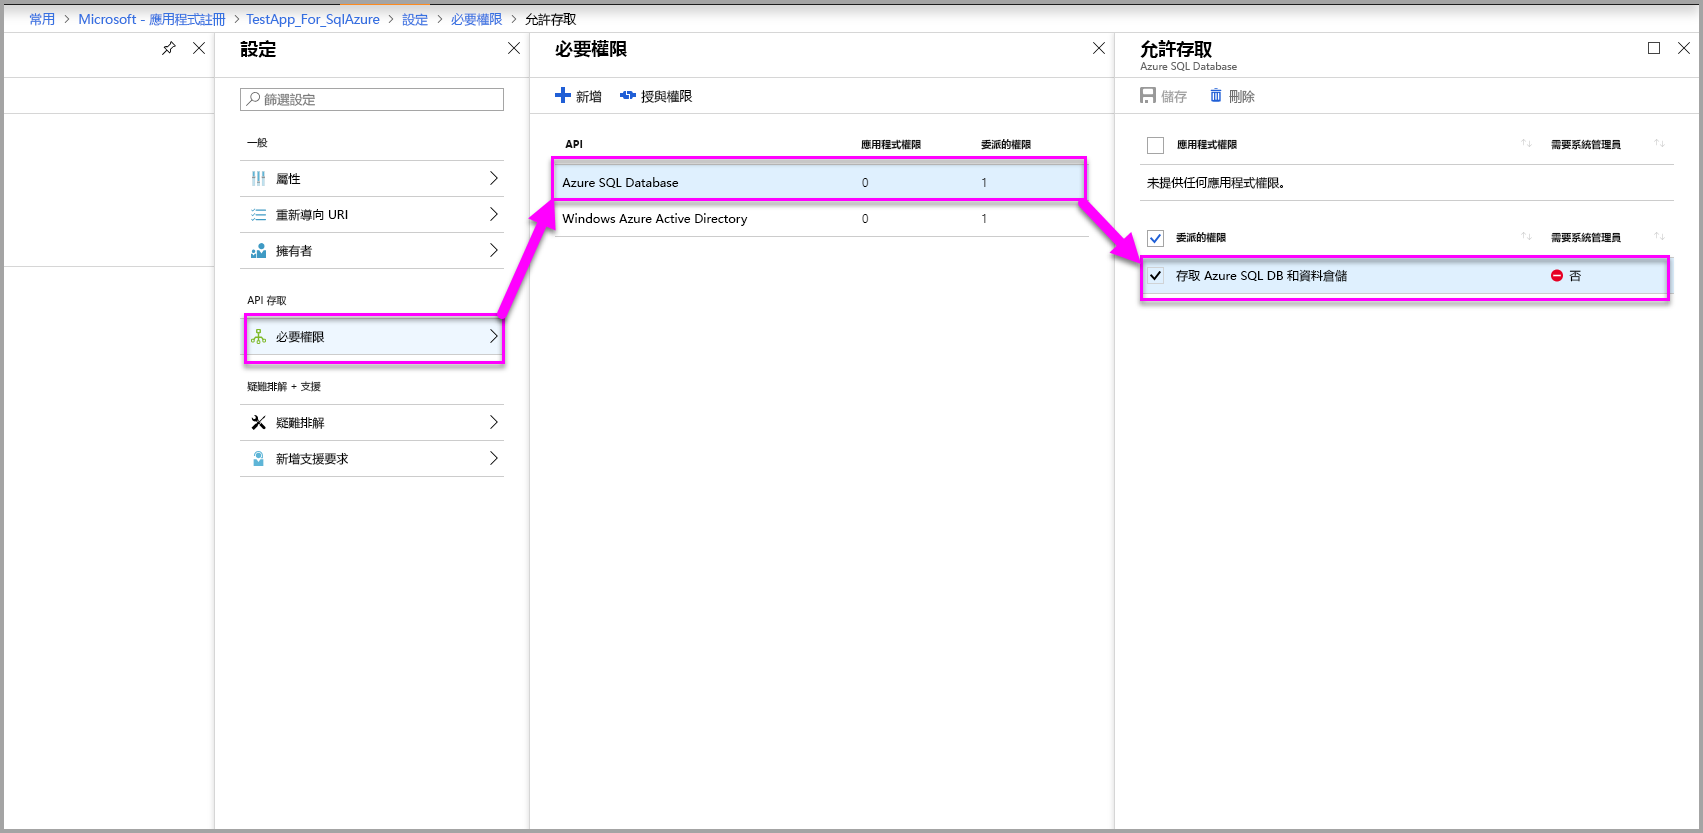 常用 > Microsoft - 應用程式註冊 > TestApp_For_SqlAzure > 設定 > 必要權限 > 允許存取
設定
篩選設定
一般
屬性
重新導向 URI
擁有者
API 存取
必要權限
疑難排解 + 支援
疑難排解
新增支援要求
必要權限
新增 授與權限
API 應用程式權限 委派的權限
Azure SQL Database 0 1
Windows Azure Active Directory 0 1
允許存取
Azure SQL Database
儲存 刪除
應用程式權限 需要系統管理員
未提供任何應用程式權限。
委派的權限 需要系統管理員
存取 Azure SQL DB 和資料倉儲 否